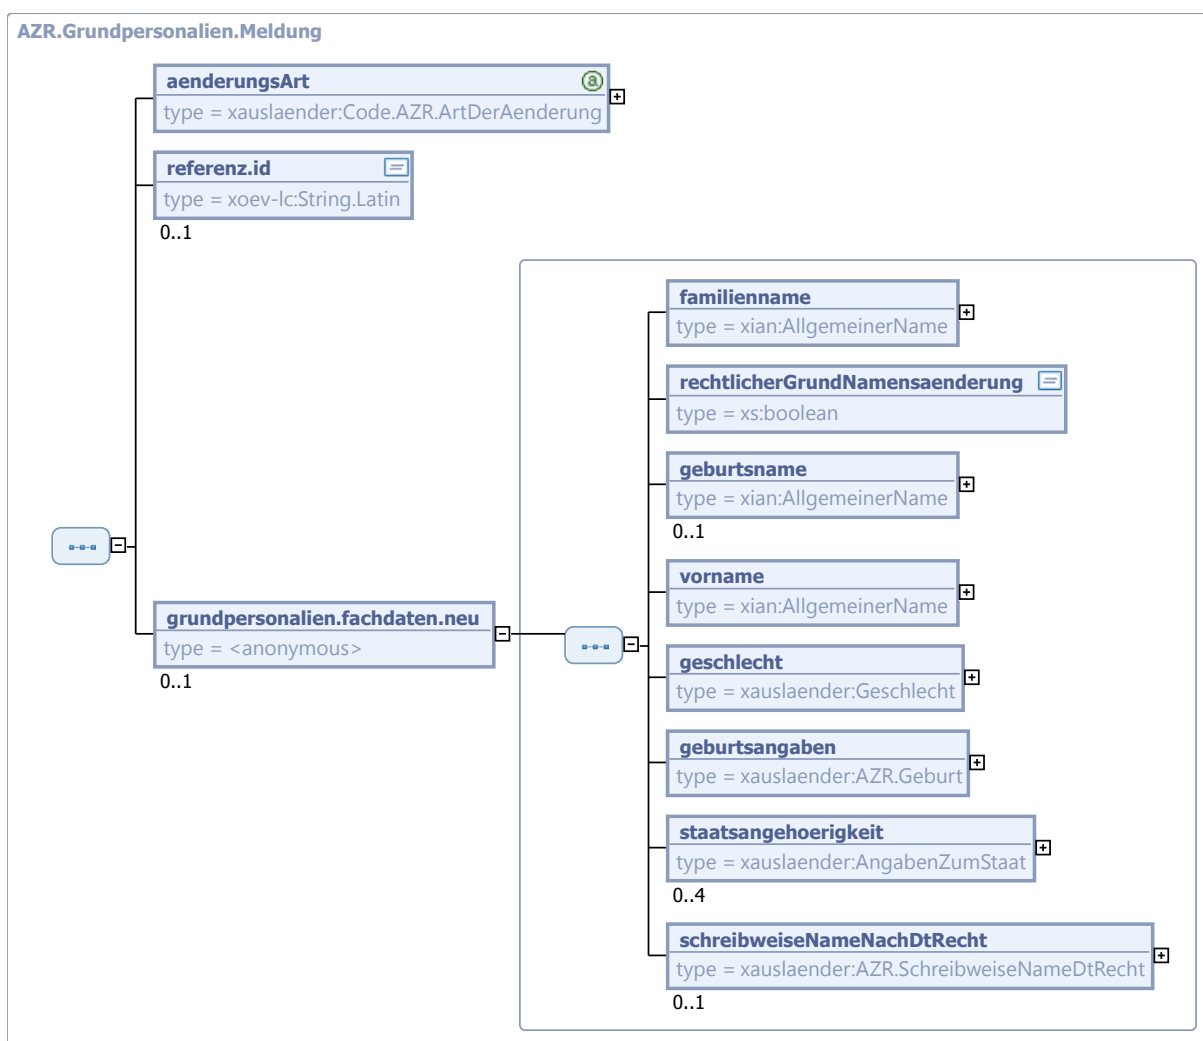 AZR.Grundpersonalien.Meldung
aenderungsArt
type = xauslaender:Code.AZR.ArtDerAenderung
referenz.id
type = xoev-lc:String.Latin
0..1
grundpersonalien.fachdaten.neu
type = <anonymous>
0..1
familienname
type = xian:AllgemeinerName
rechtlicherGrundNamensaenderung
type = xs:boolean
geburtsname
type = xian:AllgemeinerName
0..1
vorname
type = xian:AllgemeinerName
geschlecht
type = xauslaender:Geschlecht
geburtsangaben
type = xauslaender:AZR.Geburt
staatsangehoerigkeit
type = xauslaender:AngabenZumStaat
0..4
schreibweiseNameNachDtRecht
type = xauslaender:AZR.SchreibweiseNameDtRecht
0..1